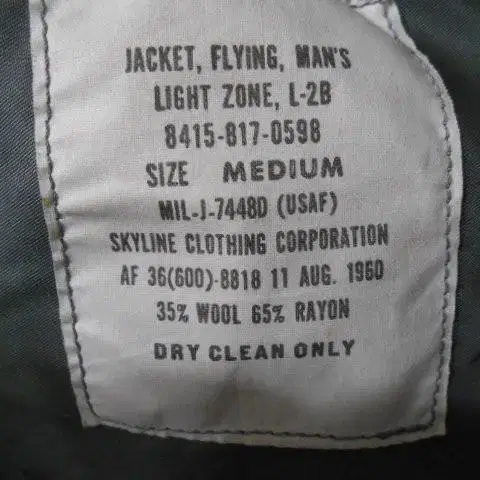 JACKET, FLYING, MAN'S
LIGHT ZONE, L-2B
8415-817-0598
SIZE MEDIUM
MIL-J-7448D (USAF)
SKYLINE CLOTHING CORPORATION
AF 36(600)-8818 11 AUG. 1960
35% WOOL 65% RAYON
DRY CLEAN ONLY